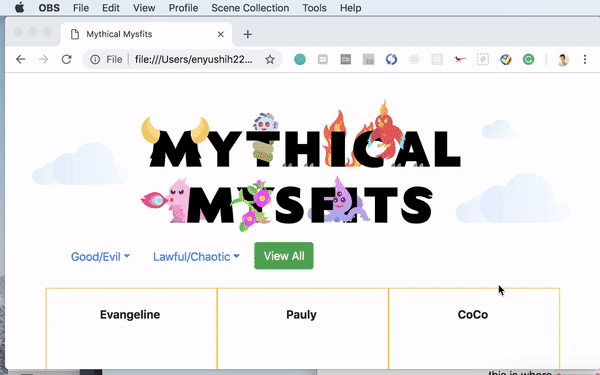 OBS File Edit View Profile Scene Collection Tools Help
Mythical Mysfits
File file:///Users/enyushih22...
MYTHICAL
MYSFITS
Good/Evil Lawful/Chaotic View All
Evangeline Pauly CoCo
this is where